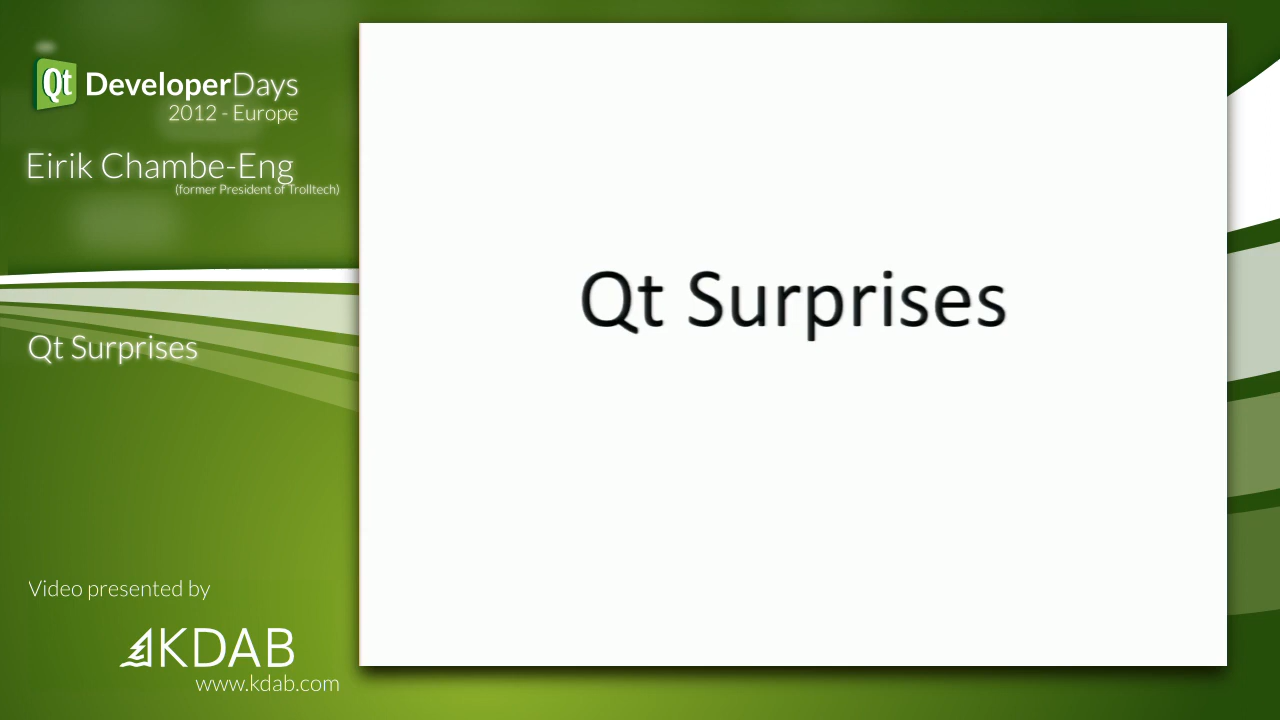 Qt DeveloperDays
2012 - Europe
Eirik Chambe-Eng
(former President of Trolltech)
Qt Surprises
Video presented by
KDAB
www.kdab.com
Qt Surprises